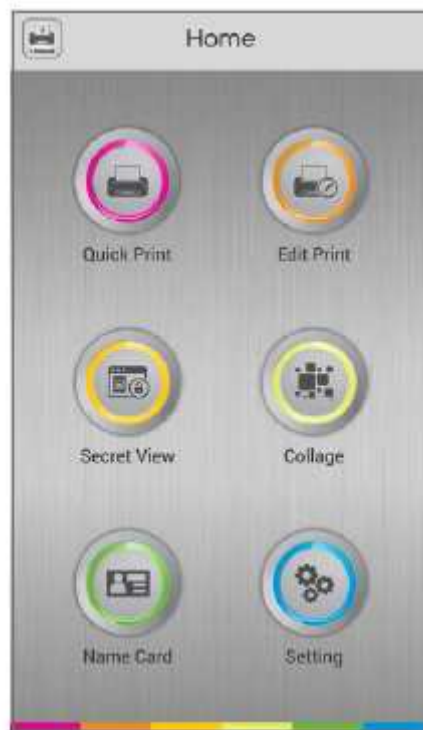 Home
Quick Print
Edit Print
Secret View
Collage
Name Card
Setting